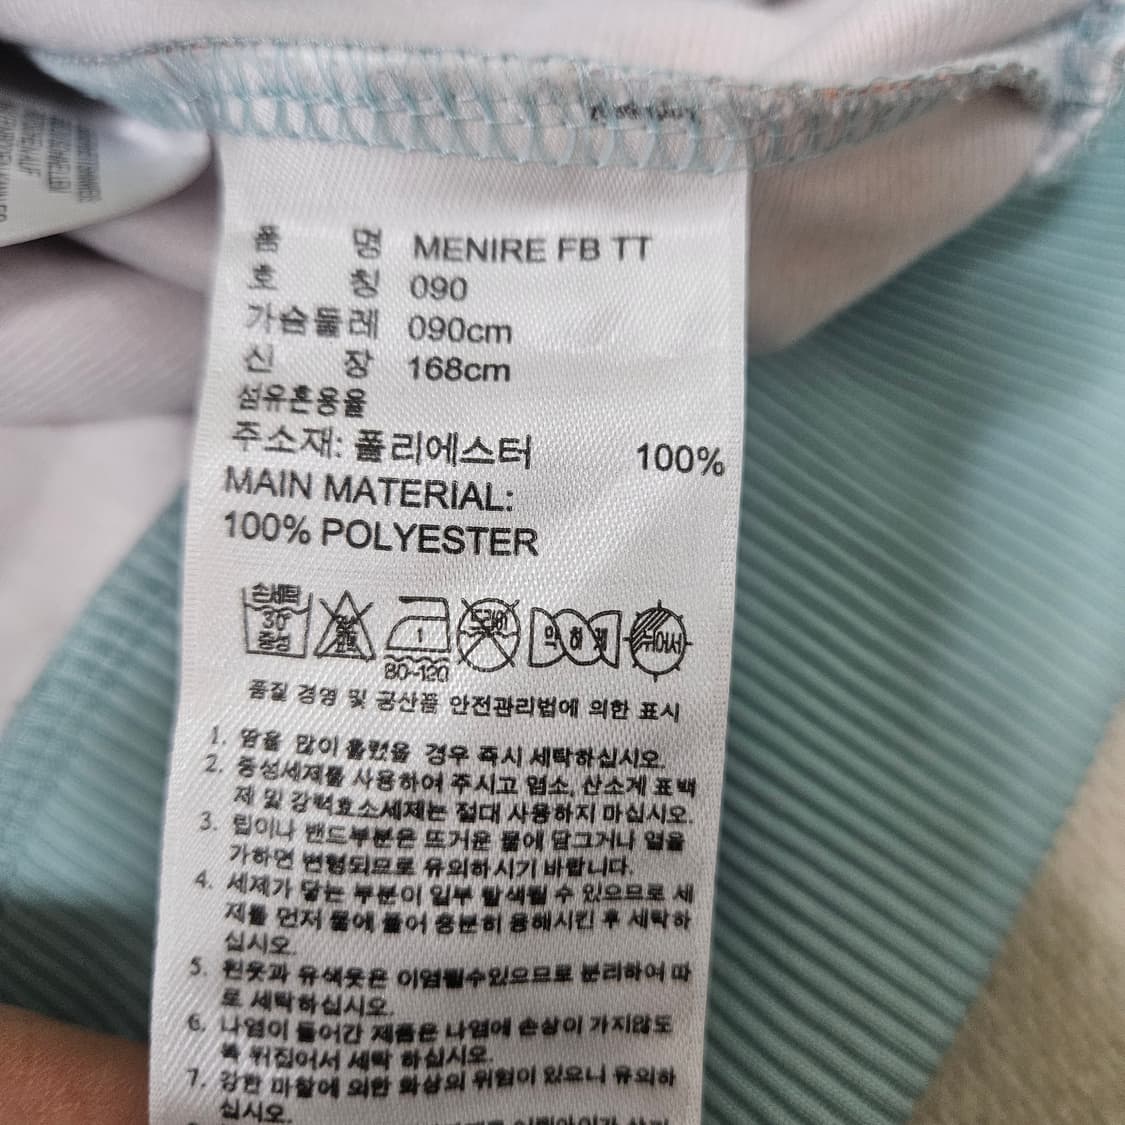 품 명 MENIRE FB TT
호 칭 090
가슴둘레 090cm
신 장 168cm
섬유혼용율
주소재: 폴리에스터 100%
MAIN MATERIAL:
100% POLYESTER
손세탁 30° 중성 1 80-120 드라이 약하게 뉘어서
품질 경영 및 공산품 안전관리법에 의한 표시
1. 땀을 많이 흘렸을 경우 즉시 세탁하십시오.
2. 중성세제를 사용하여 주시고 염소, 산소계 표백
제 및 강력효소세제는 절대 사용하지 마십시오.
3. 립이나 밴드부분은 뜨거운 물에 담그거나 열을
가하면 변형되므로 유의하시기 바랍니다.
4. 세제가 닿는 부분이 일부 탈색될 수 있으므로 세
제를 먼저 물에 풀어 충분히 용해시킨 후 세탁하
십시오.
5. 흰옷과 유색옷은 이염될수있으므로 분리하여 따
로 세탁하십시오.
6. 나염이 들어간 제품은 나염에 손상이 가지않도
록 뒤집어서 세탁 하십시오.
7. 강한 마찰에 의한 화상의 위험이 있으니 유의하
십시오.